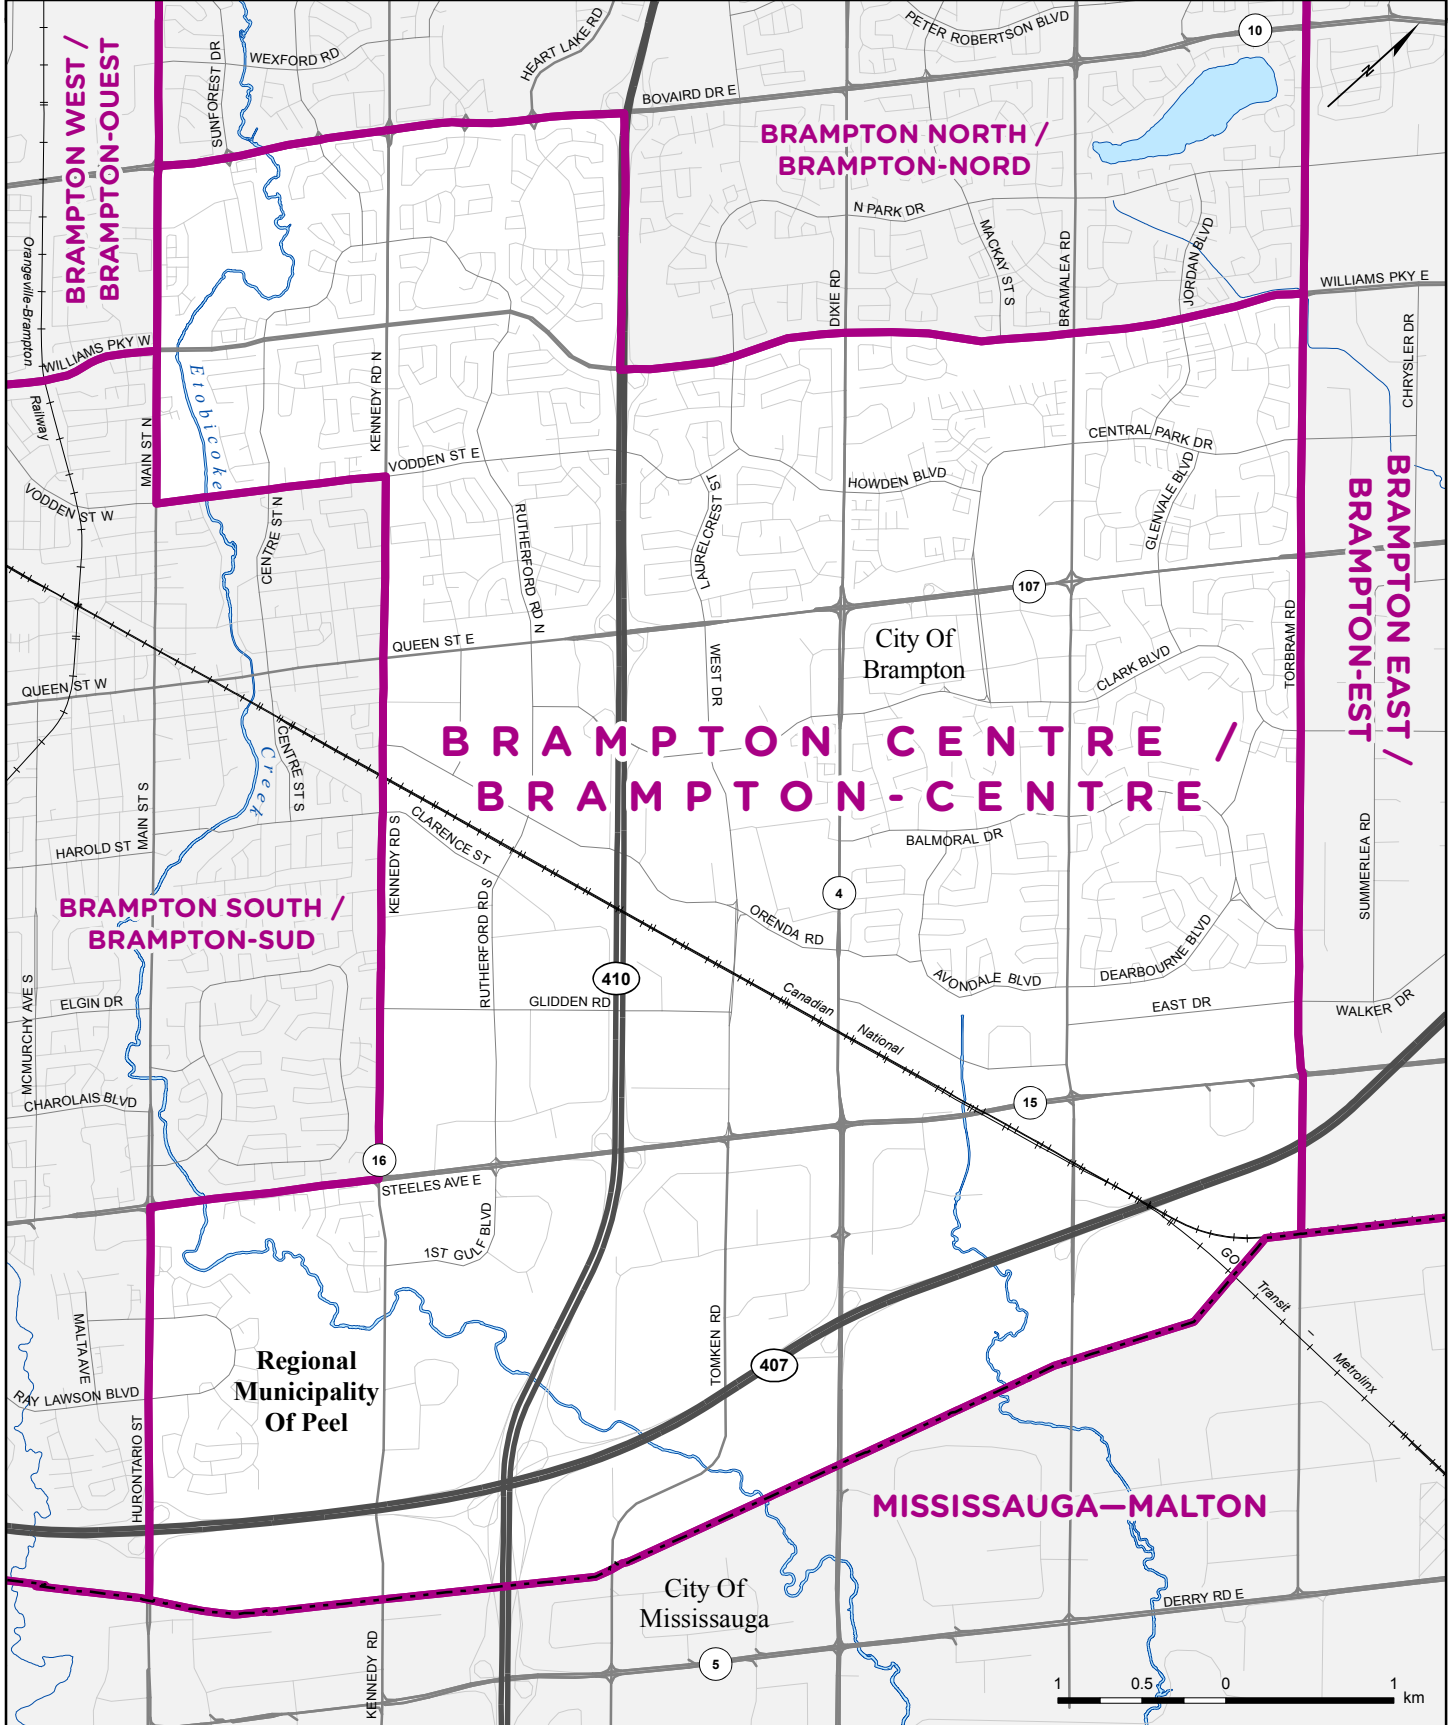 PETER ROBERTSON BLVD
10
HEART LAKE RD
WEXFORD RD
SUNFOREST DR
BRAMPTON WEST /
BRAMPTON-OUEST
BOVAIRD DR E
N
BRAMPTON NORTH /
BRAMPTON-NORD
N PARK DR
MACKAY ST S
JORDAN BLVD
BRAMALEA RD
DIXIE RD
WILLIAMS PKY E
Orangeville-Brampton
Railway
WILLIAMS PKY W
CHRYSLER DR
Etobicoke
KENNEDY RD N
MAIN ST N
CENTRAL PARK DR
VODDEN ST E
HOWDEN BLVD
VODDEN ST W
LAURELCREST ST
GLENVALE BLVD
CENTRE ST N
RUTHERFORD RD N
BRAMPTON EAST /
BRAMPTON-EST
107
TORBRAM RD
QUEEN ST E
City Of
Brampton
WEST DR
CLARK BLVD
QUEEN ST W
BRAMPTON CENTRE /
BRAMPTON-CENTRE
CENTRE ST S
Creek
MAIN ST S
HAROLD ST
KENNEDY RD S
CLARENCE ST
BALMORAL DR
SUMMERLEA RD
4
BRAMPTON SOUTH /
BRAMPTON-SUD
RUTHERFORD RD S
ORENDA RD
410
AVONDALE BLVD
DEARBOURNE BLVD
MCMURCHY AVE S
ELGIN DR
GLIDDEN RD
Canadian
National
EAST DR
WALKER DR
CHAROLAIS BLVD
15
16
STEELES AVE E
1ST GULF BLVD
GO
Transit
–
Metrolinx
MALTA AVE
TOMKEN RD
407
Regional
Municipality
Of Peel
RAY LAWSON BLVD
HURONTARIO ST
MISSISSAUGA—MALTON
City Of
Mississauga
DERRY RD E
KENNEDY RD
5
1 0.5 0 1
km